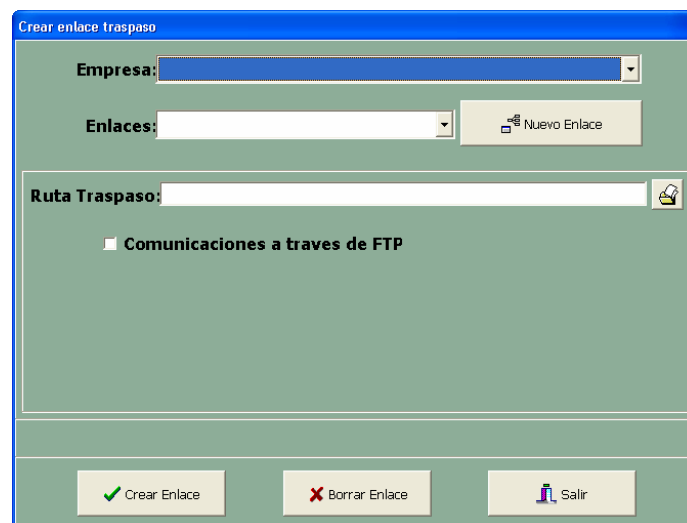 Crear enlace traspaso
Empresa:
Enlaces:
Nuevo Enlace
Ruta Traspaso:
Comunicaciones a traves de FTP
Crear Enlace
Borrar Enlace
Salir